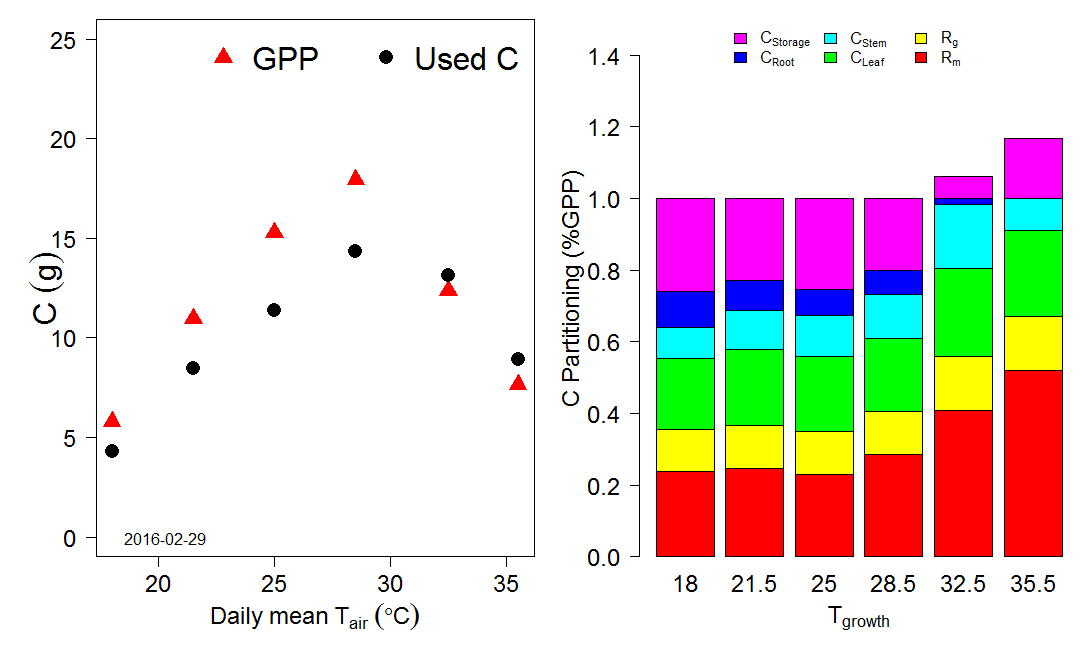 25
20
15
10
5
0
C (g)
GPP
Used C
2016-02-29
20 25 30 35
Daily mean Tair (°C)
CStorage CStem Rg
CRoot CLeaf Rm
1.4
1.2
1.0
0.8
0.6
0.4
0.2
0.0
C Partitioning (%GPP)
18 21.5 25 28.5 32.5 35.5
Tgrowth